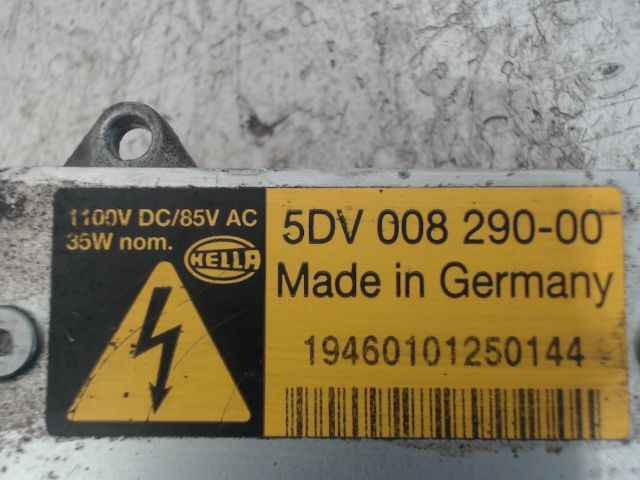 1100V DC/85V AC
35W nom.
HELLA
5DV 008 290-00
Made in Germany
19460101250144